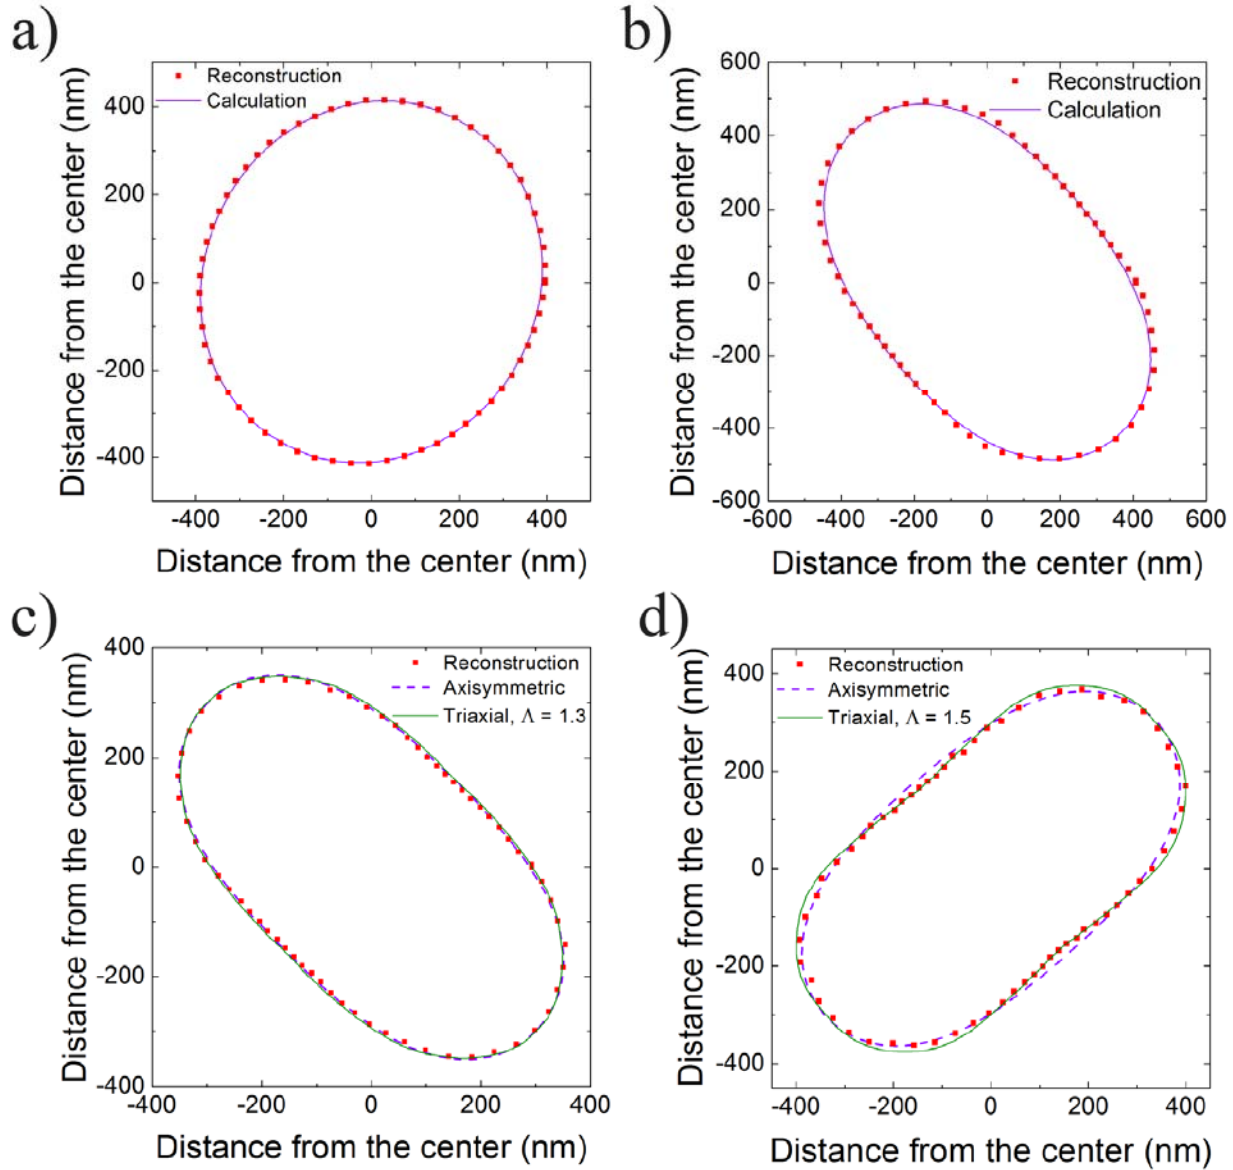 a)
Distance from the center (nm)
400
200
0
-200
-400
Reconstruction
Calculation
-400 -200 0 200 400
Distance from the center (nm)
b)
Distance from the center (nm)
600
400
200
0
-200
-400
-600
Reconstruction
Calculation
-600 -400 -200 0 200 400 600
Distance from the center (nm)
c)
Distance from the center (nm)
400
200
0
-200
-400
Reconstruction
Axisymmetric
Triaxial, Λ = 1.3
-400 -200 0 200 400
Distance from the center (nm)
d)
Distance from the center (nm)
400
200
0
-200
-400
Reconstruction
Axisymmetric
Triaxial, Λ = 1.5
-400 -200 0 200 400
Distance from the center (nm)